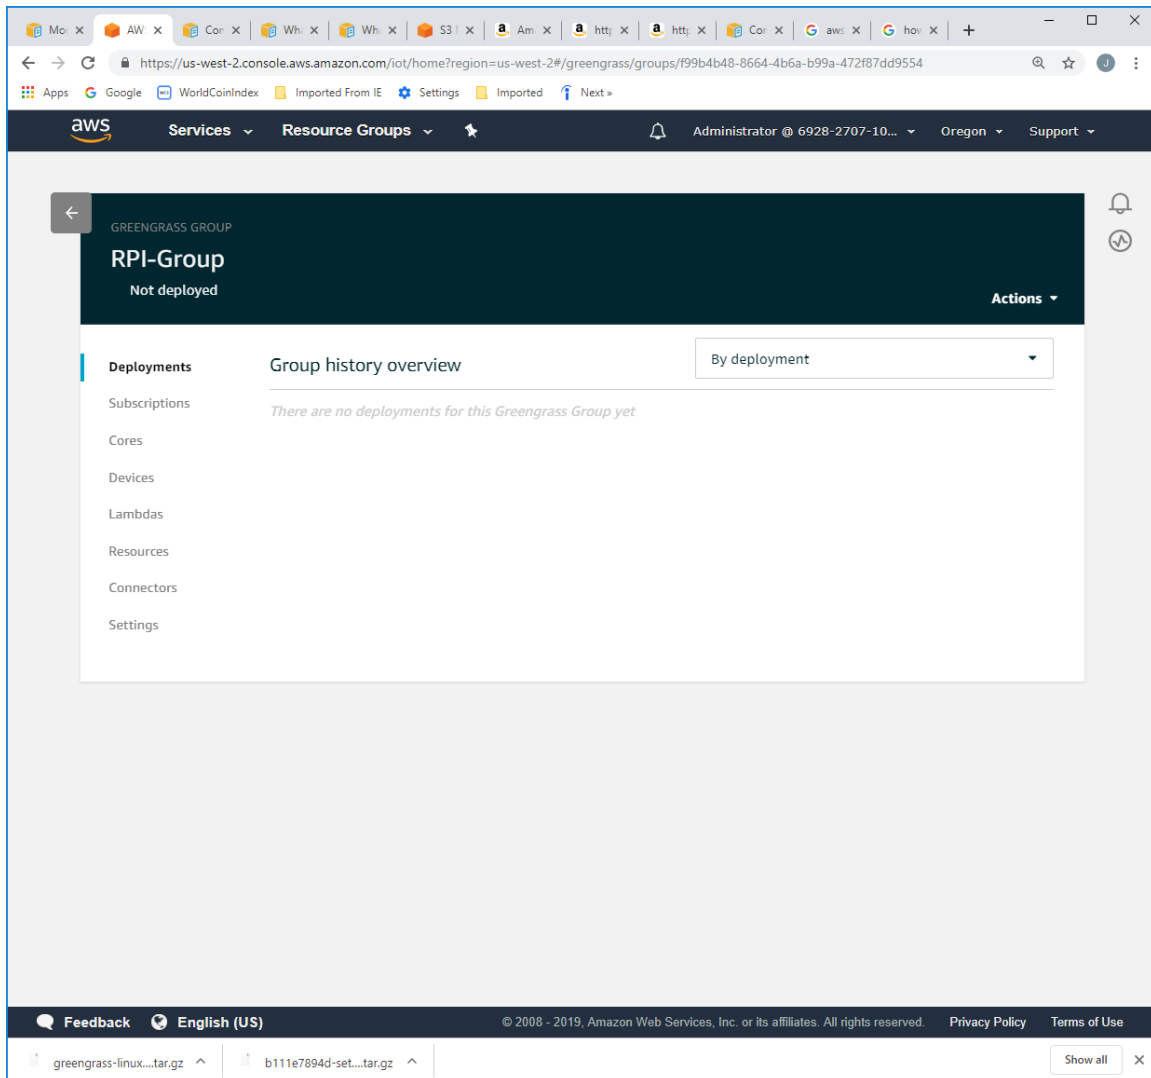 Mo
AW
Con
Wh
Wh
S3
Am
http
http
Cor
aws
how
https://us-west-2.console.aws.amazon.com/iot/home?region=us-west-2#/greengrass/groups/f99b4b48-8664-4b6a-b99a-472f87dd9554
J
Apps Google WorldCoinIndex Imported From IE Settings Imported Next »
aws Services Resource Groups Administrator @ 6928-2707-10... Oregon Support
GREENGRASS GROUP
RPI-Group
Not deployed
Actions
Deployments
Subscriptions
Cores
Devices
Lambdas
Resources
Connectors
Settings
Group history overview
By deployment
There are no deployments for this Greengrass Group yet
Feedback English (US) © 2008 - 2019, Amazon Web Services, Inc. or its affiliates. All rights reserved. Privacy Policy Terms of Use
greengrass-linux....tar.gz b111e7894d-set....tar.gz Show all